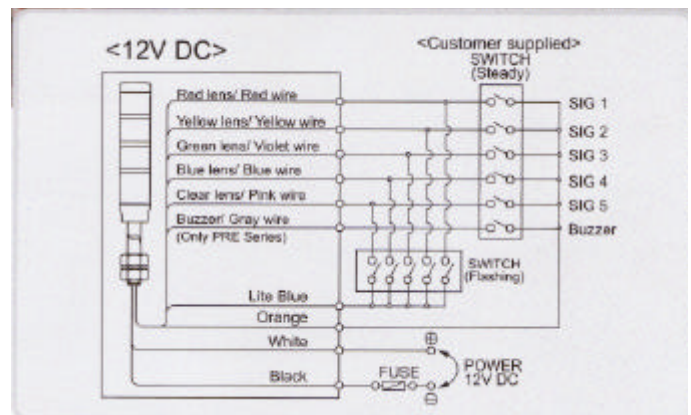 <12V DC>
<Customer supplied>
SWITCH
(Steady)
Red lens/ Red wire
SIG 1
Yellow lens/ Yellow wire
SIG 2
Green lens/ Violet wire
SIG 3
Blue lens/ Blue wire
SIG 4
Clear lens/ Pink wire
SIG 5
Buzzer/ Gray wire
Buzzer
(Only PRE Series)
SWITCH
(Flashing)
Lite Blue
Orange
White
⊕
POWER
12V DC
Black
FUSE
⊖